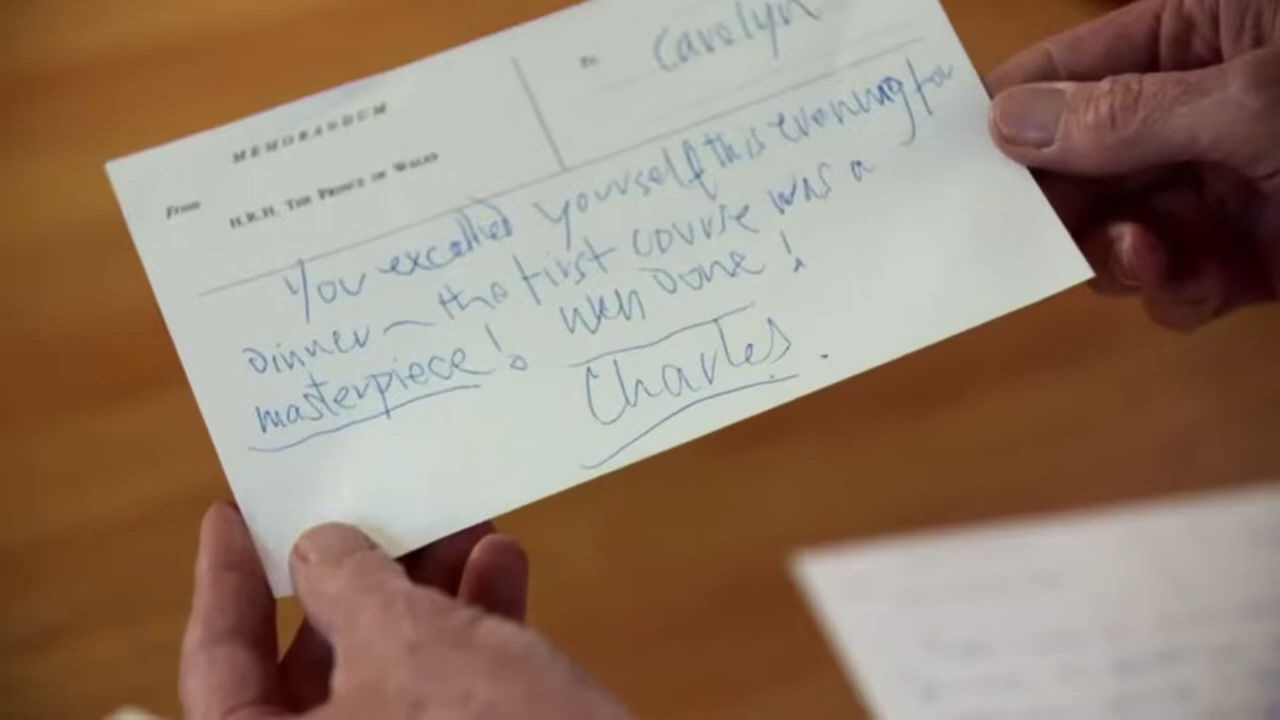 MEMORANDUM
From
H.R.H. The Prince of Wales
To
Carolyn
You excelled yourself this evening for
dinner — the first course was a
masterpiece! Well done!
Charles.